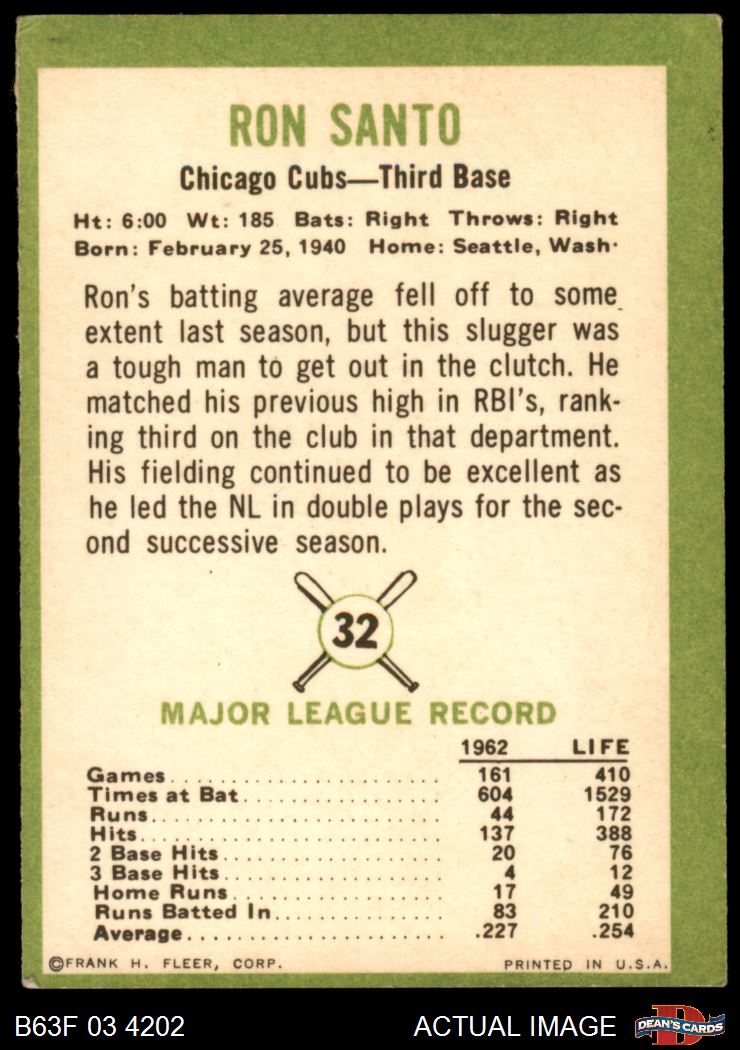 RON SANTO
Chicago Cubs—Third Base
Ht: 6:00 Wt: 185 Bats: Right Throws: Right
Born: February 25, 1940 Home: Seattle, Wash.
Ron's batting average fell off to some
extent last season, but this slugger was
a tough man to get out in the clutch. He
matched his previous high in RBI's, rank-
ing third on the club in that department.
His fielding continued to be excellent as
he led the NL in double plays for the sec-
ond successive season.
32
MAJOR LEAGUE RECORD
1962 LIFE
Games 161 410
Times at Bat 604 1529
Runs 44 172
Hits 137 388
2 Base Hits 20 76
3 Base Hits 4 12
Home Runs 17 49
Runs Batted In 83 210
Average .227 .254
©FRANK H. FLEER, CORP. PRINTED IN U.S.A.
B63F 03 4202 ACTUAL IMAGE D DEAN'S CARDS